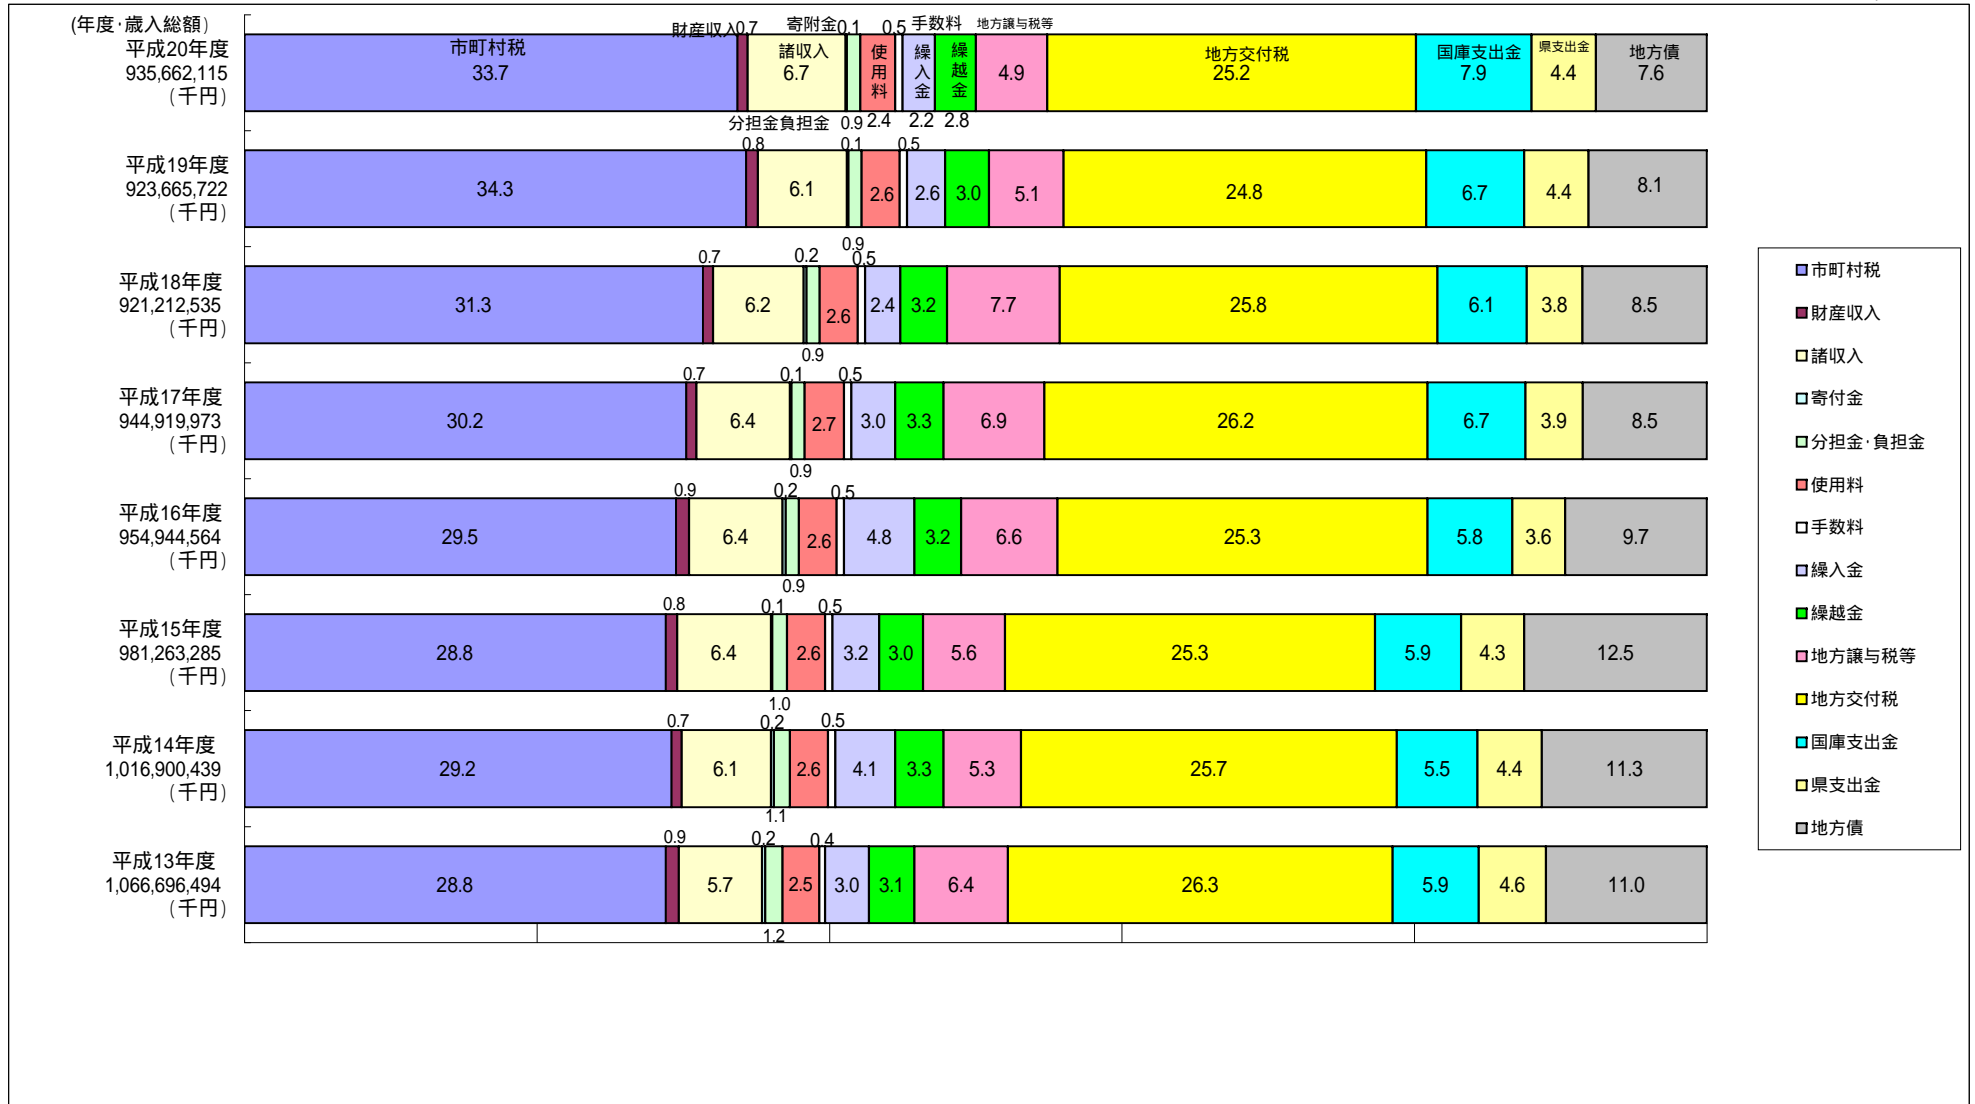 (年度･歳入総額)
財産収入
0.7
寄附金
0.1
0.5
手数料
地方譲与税等
平成20年度
935,662,115
(千円)
市町村税
33.7
諸収入
6.7
使用料
繰入金
繰越金
4.9
地方交付税
25.2
国庫支出金
7.9
県支出金
4.4
地方債
7.6
分担金負担金
0.9
2.4
2.2
2.8
平成19年度
923,665,722
(千円)
0.8
0.1
0.5
34.3
6.1
2.6
2.6
3.0
5.1
24.8
6.7
4.4
8.1
0.9
平成18年度
921,212,535
(千円)
0.7
0.2
0.5
31.3
6.2
2.6
2.4
3.2
7.7
25.8
6.1
3.8
8.5
0.9
平成17年度
944,919,973
(千円)
0.7
0.1
0.5
30.2
6.4
2.7
3.0
3.3
6.9
26.2
6.7
3.9
8.5
0.9
平成16年度
954,944,564
(千円)
0.9
0.2
0.5
29.5
6.4
2.6
4.8
3.2
6.6
25.3
5.8
3.6
9.7
0.9
平成15年度
981,263,285
(千円)
0.8
0.1
0.5
28.8
6.4
2.6
3.2
3.0
5.6
25.3
5.9
4.3
12.5
1.0
平成14年度
1,016,900,439
(千円)
0.7
0.2
0.5
29.2
6.1
2.6
4.1
3.3
5.3
25.7
5.5
4.4
11.3
1.1
平成13年度
1,066,696,494
(千円)
0.9
0.2
0.4
28.8
5.7
2.5
3.0
3.1
6.4
26.3
5.9
4.6
11.0
1.2
市町村税
財産収入
諸収入
寄付金
分担金･負担金
使用料
手数料
繰入金
繰越金
地方譲与税等
地方交付税
国庫支出金
県支出金
地方債